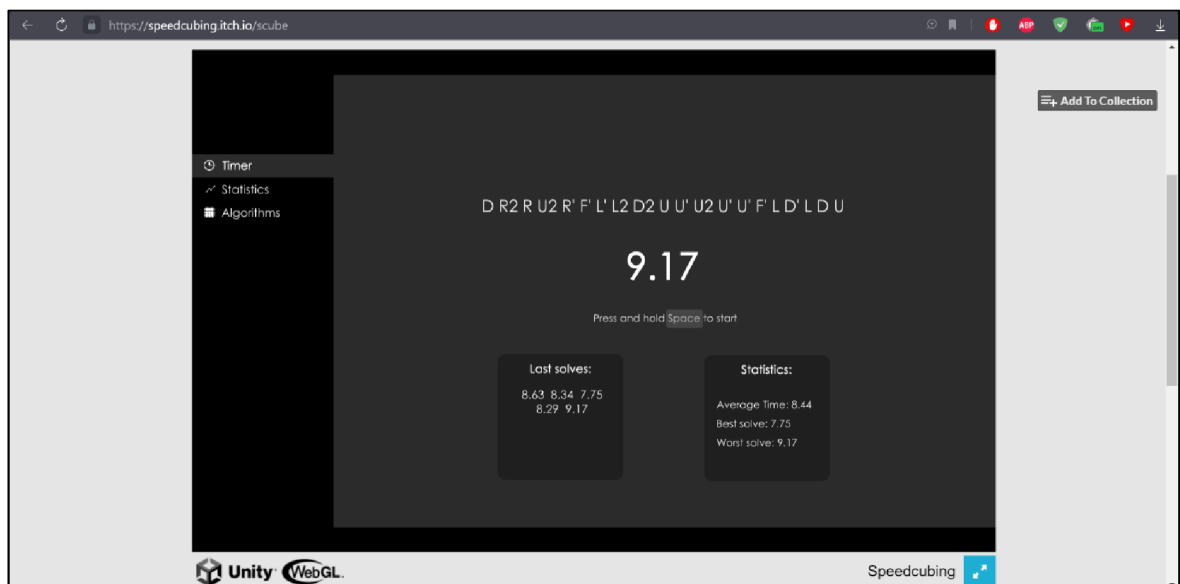 https://speedcubing.itch.io/scube
ABP
Add To Collection
Timer
Statistics
Algorithms
D R2 R U2 R' F' L' L2 D2 U U' U2 U' U' F' L D' L D U
9.17
Press and hold Space to start
Last solves:
8.63 8.34 7.75
8.29 9.17
Statistics:
Average Time: 8.44
Best solve: 7.75
Worst solve: 9.17
Unity WebGL.
Speedcubing